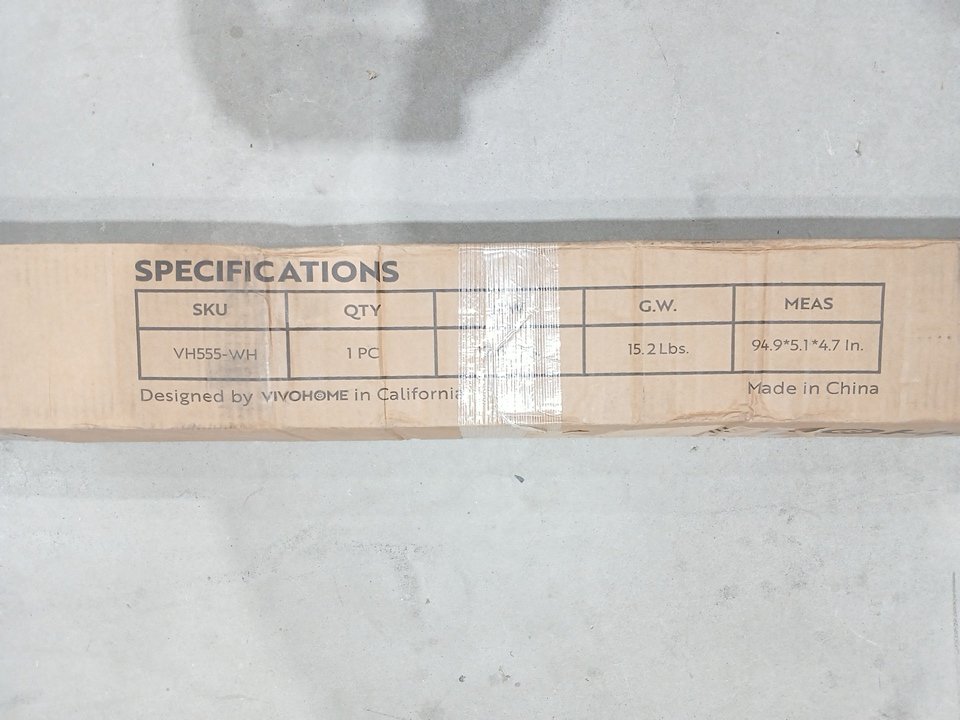 SPECIFICATIONS
SKU QTY G.W. MEAS
VH555-WH 1 PC 15.2 Lbs. 94.9*5.1*4.7 In.
Designed by VIVOHOME in California Made in China